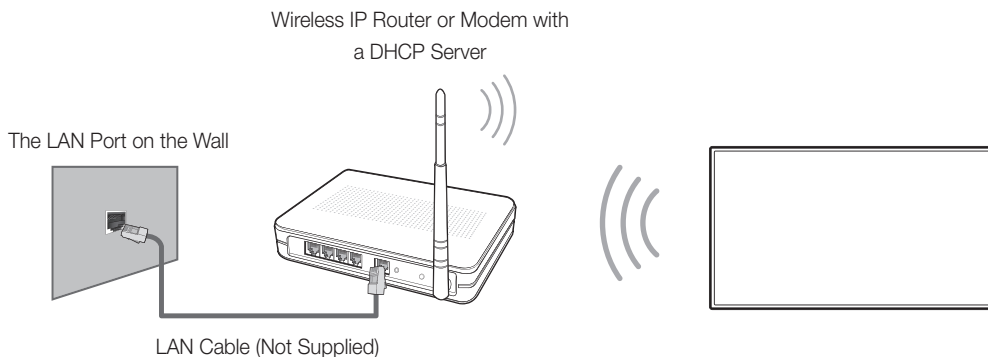 Wireless IP Router or Modem with
a DHCP Server
The LAN Port on the Wall
LAN Cable (Not Supplied)